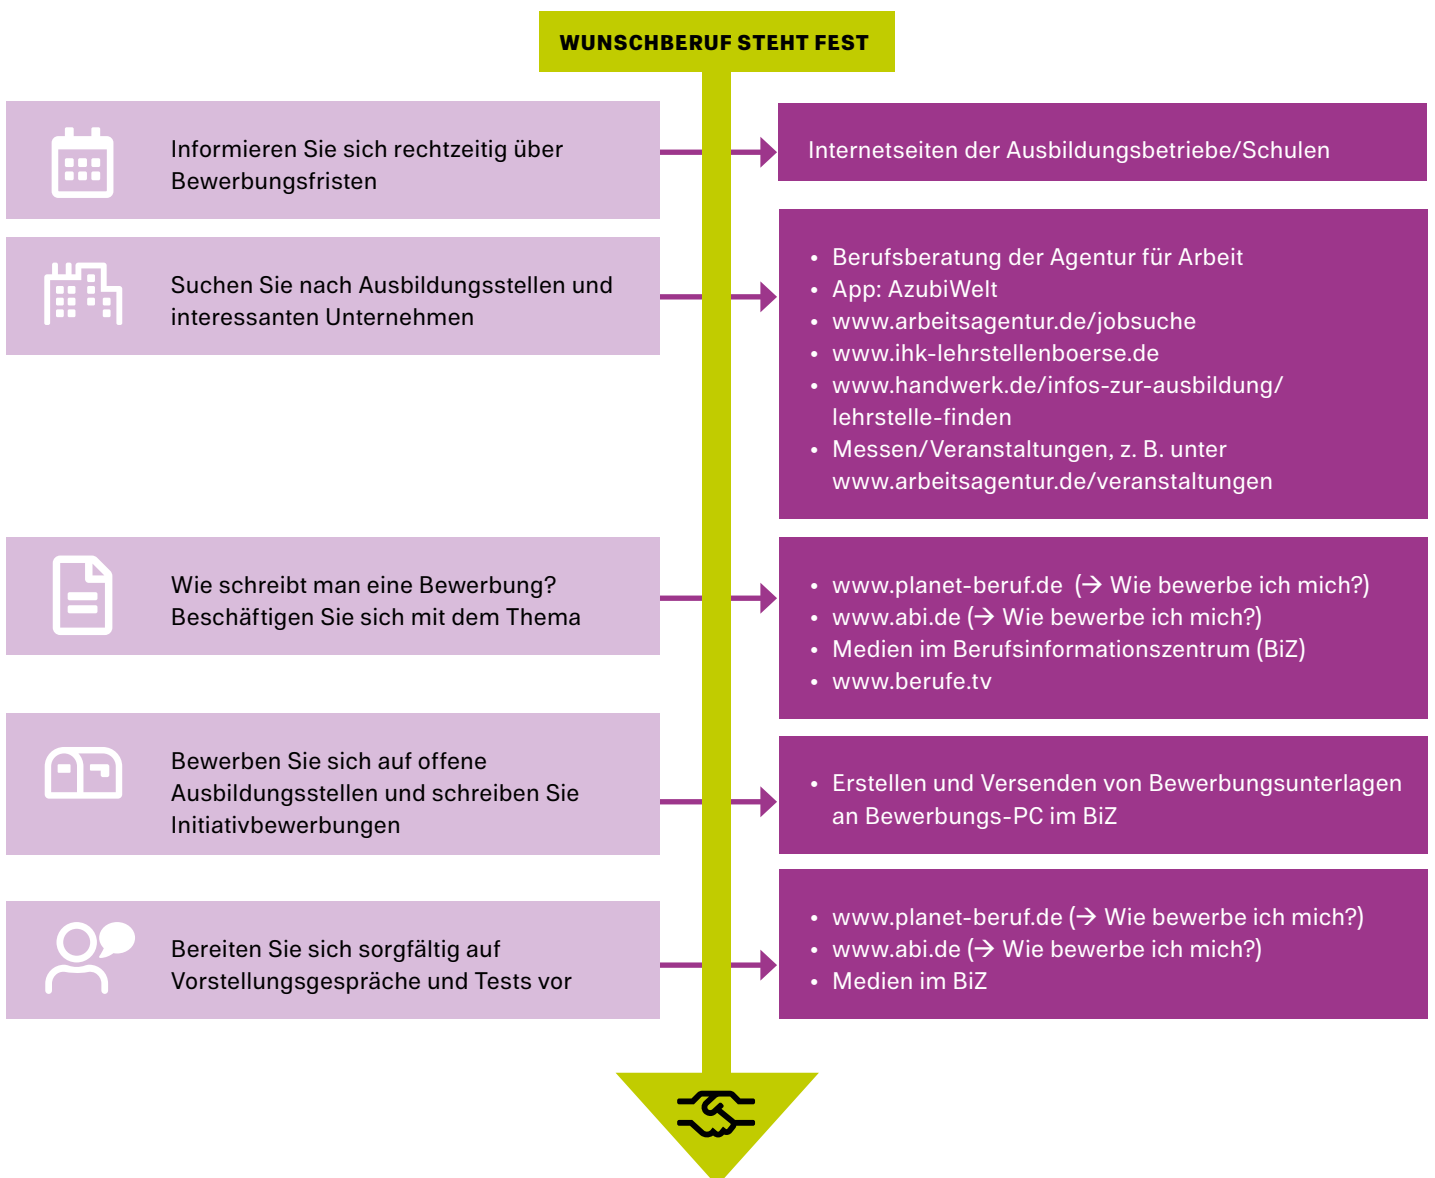 WUNSCHBERUF STEHT FEST
Informieren Sie sich rechtzeitig über
Bewerbungsfristen
Internetseiten der Ausbildungsbetriebe/Schulen
Suchen Sie nach Ausbildungsstellen und
interessanten Unternehmen
• Berufsberatung der Agentur für Arbeit
• App: AzubiWelt
• www.arbeitsagentur.de/jobsuche
• www.ihk-lehrstellenboerse.de
• www.handwerk.de/infos-zur-ausbildung/
lehrstelle-finden
• Messen/Veranstaltungen, z. B. unter
www.arbeitsagentur.de/veranstaltungen
Wie schreibt man eine Bewerbung?
Beschäftigen Sie sich mit dem Thema
• www.planet-beruf.de (→ Wie bewerbe ich mich?)
• www.abi.de (→ Wie bewerbe ich mich?)
• Medien im Berufsinformationszentrum (BiZ)
• www.berufe.tv
Bewerben Sie sich auf offene
Ausbildungsstellen und schreiben Sie
Initiativbewerbungen
• Erstellen und Versenden von Bewerbungsunterlagen
an Bewerbungs-PC im BiZ
Bereiten Sie sich sorgfältig auf
Vorstellungsgespräche und Tests vor
• www.planet-beruf.de (→ Wie bewerbe ich mich?)
• www.abi.de (→ Wie bewerbe ich mich?)
• Medien im BiZ